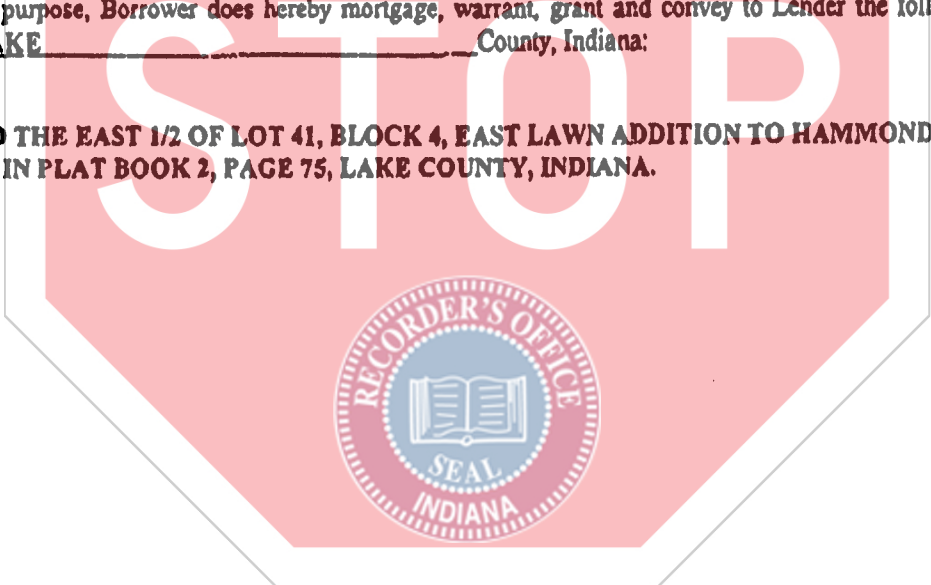 purpose, Borrower does hereby mortgage, warrant, grant and convey to Lender the
KE County, Indiana:
THE EAST 1/2 OF LOT 41, BLOCK 4, EAST LAWN ADDITION TO HAMMOND
IN PLAT BOOK 2, PAGE 75, LAKE COUNTY, INDIANA.
STOP
RECORDER'S OFFICE
SEAL
INDIANA